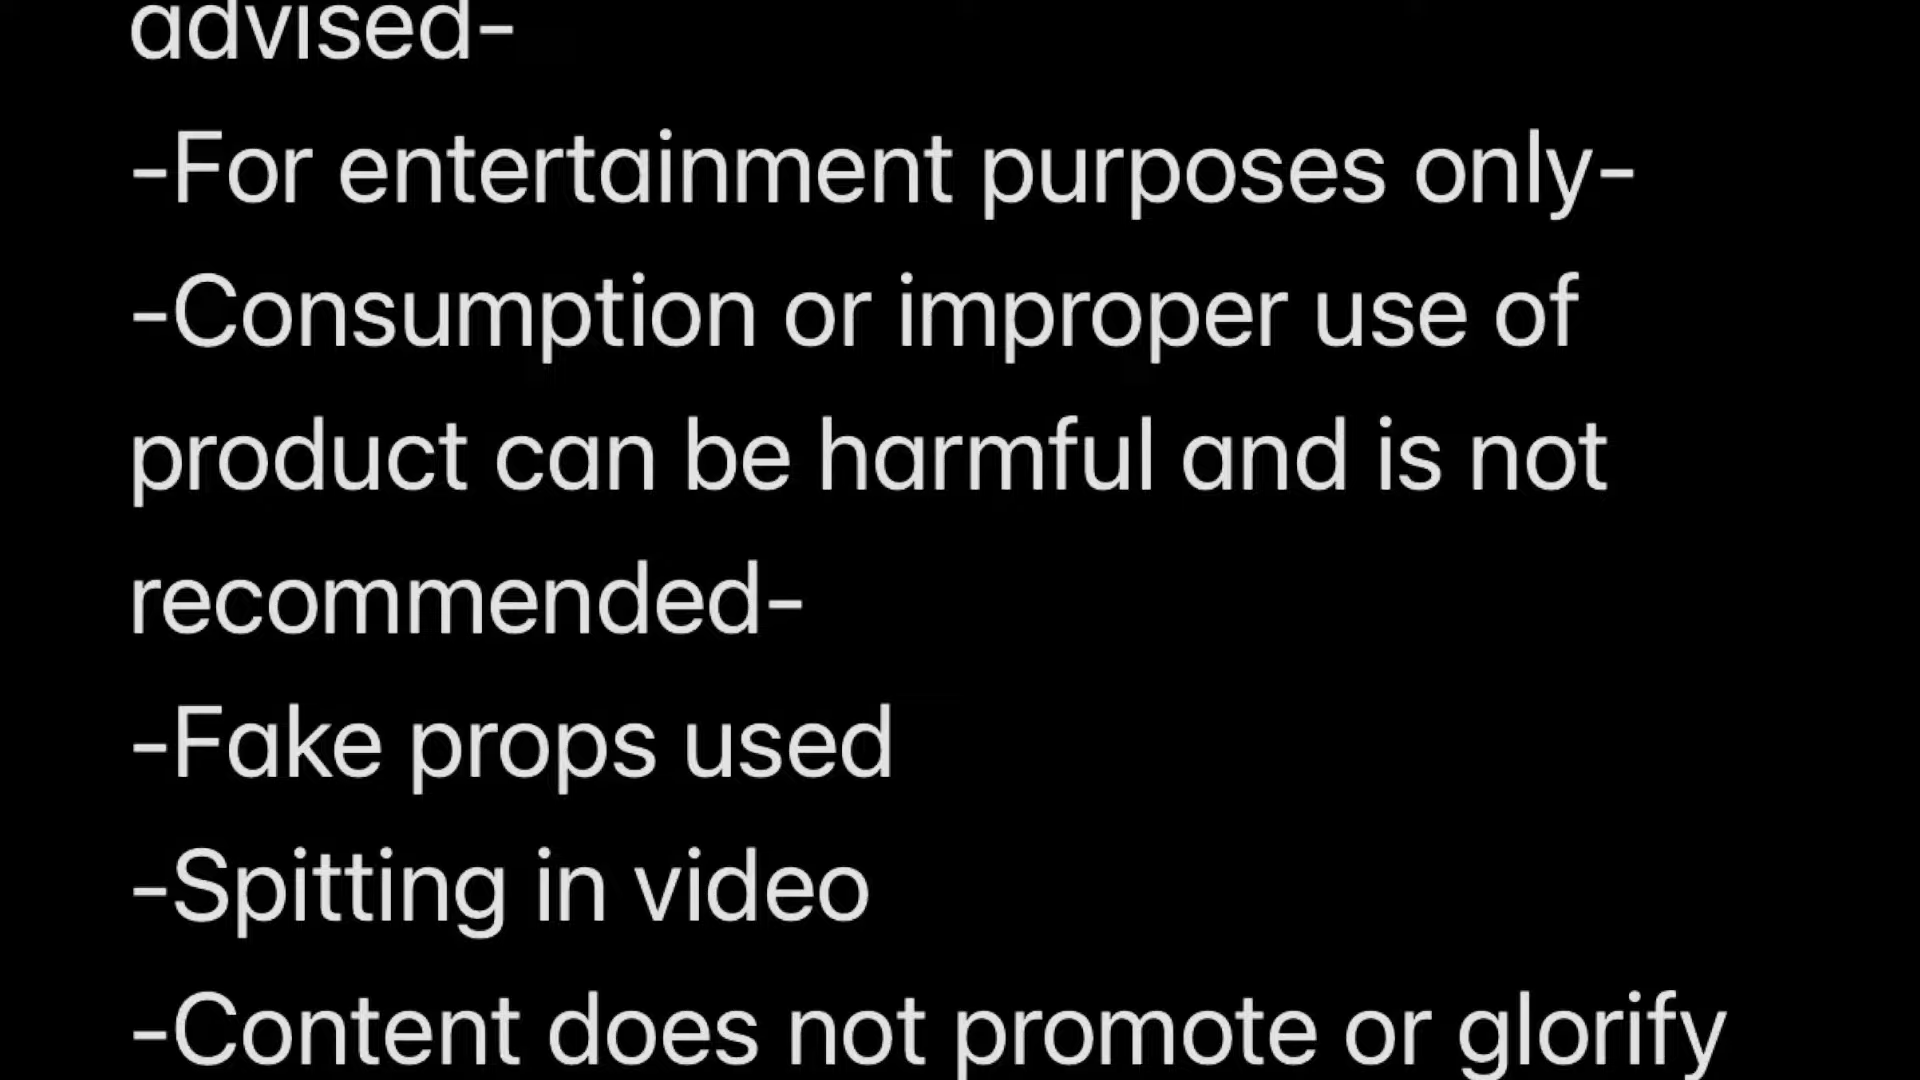 advised-
-For entertainment purposes only-
-Consumption or improper use of
product can be harmful and is not
recommended-
-Fake props used
-Spitting in video
-Content does not promote or glorify